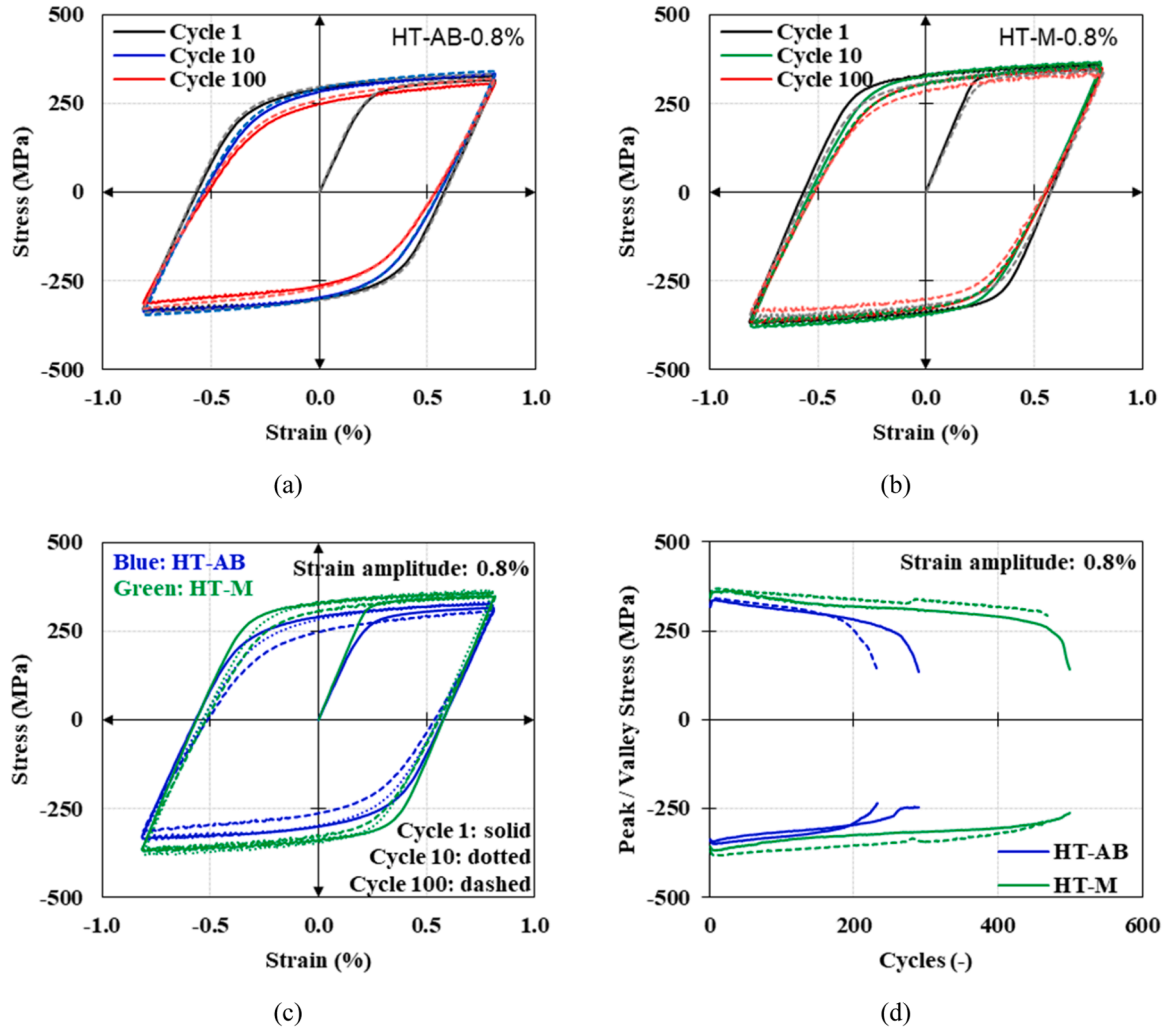 500
250
0
-250
-500
Stress (MPa)
Cycle 1
Cycle 10
Cycle 100
HT-AB-0.8%
-1.0
-0.5
0.0
0.5
1.0
Strain (%)
(a)
500
250
0
-250
-500
Stress (MPa)
Cycle 1
Cycle 10
Cycle 100
HT-M-0.8%
-1.0
-0.5
0.0
0.5
1.0
Strain (%)
(b)
500
250
0
-250
-500
Stress (MPa)
Blue: HT-AB
Green: HT-M
Strain amplitude: 0.8%
Cycle 1: solid
Cycle 10: dotted
Cycle 100: dashed
-1.0
-0.5
0.0
0.5
1.0
Strain (%)
(c)
500
250
0
-250
-500
Peak / Valley Stress (MPa)
Strain amplitude: 0.8%
HT-AB
HT-M
0
200
400
600
Cycles (-)
(d)